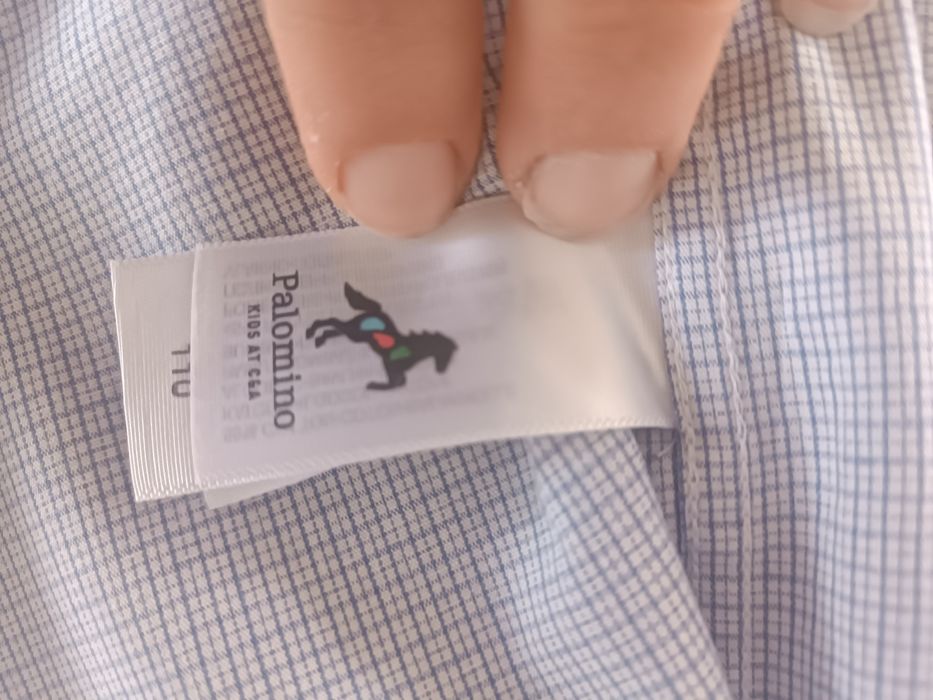 Palomino
KIDS AT C&A
110